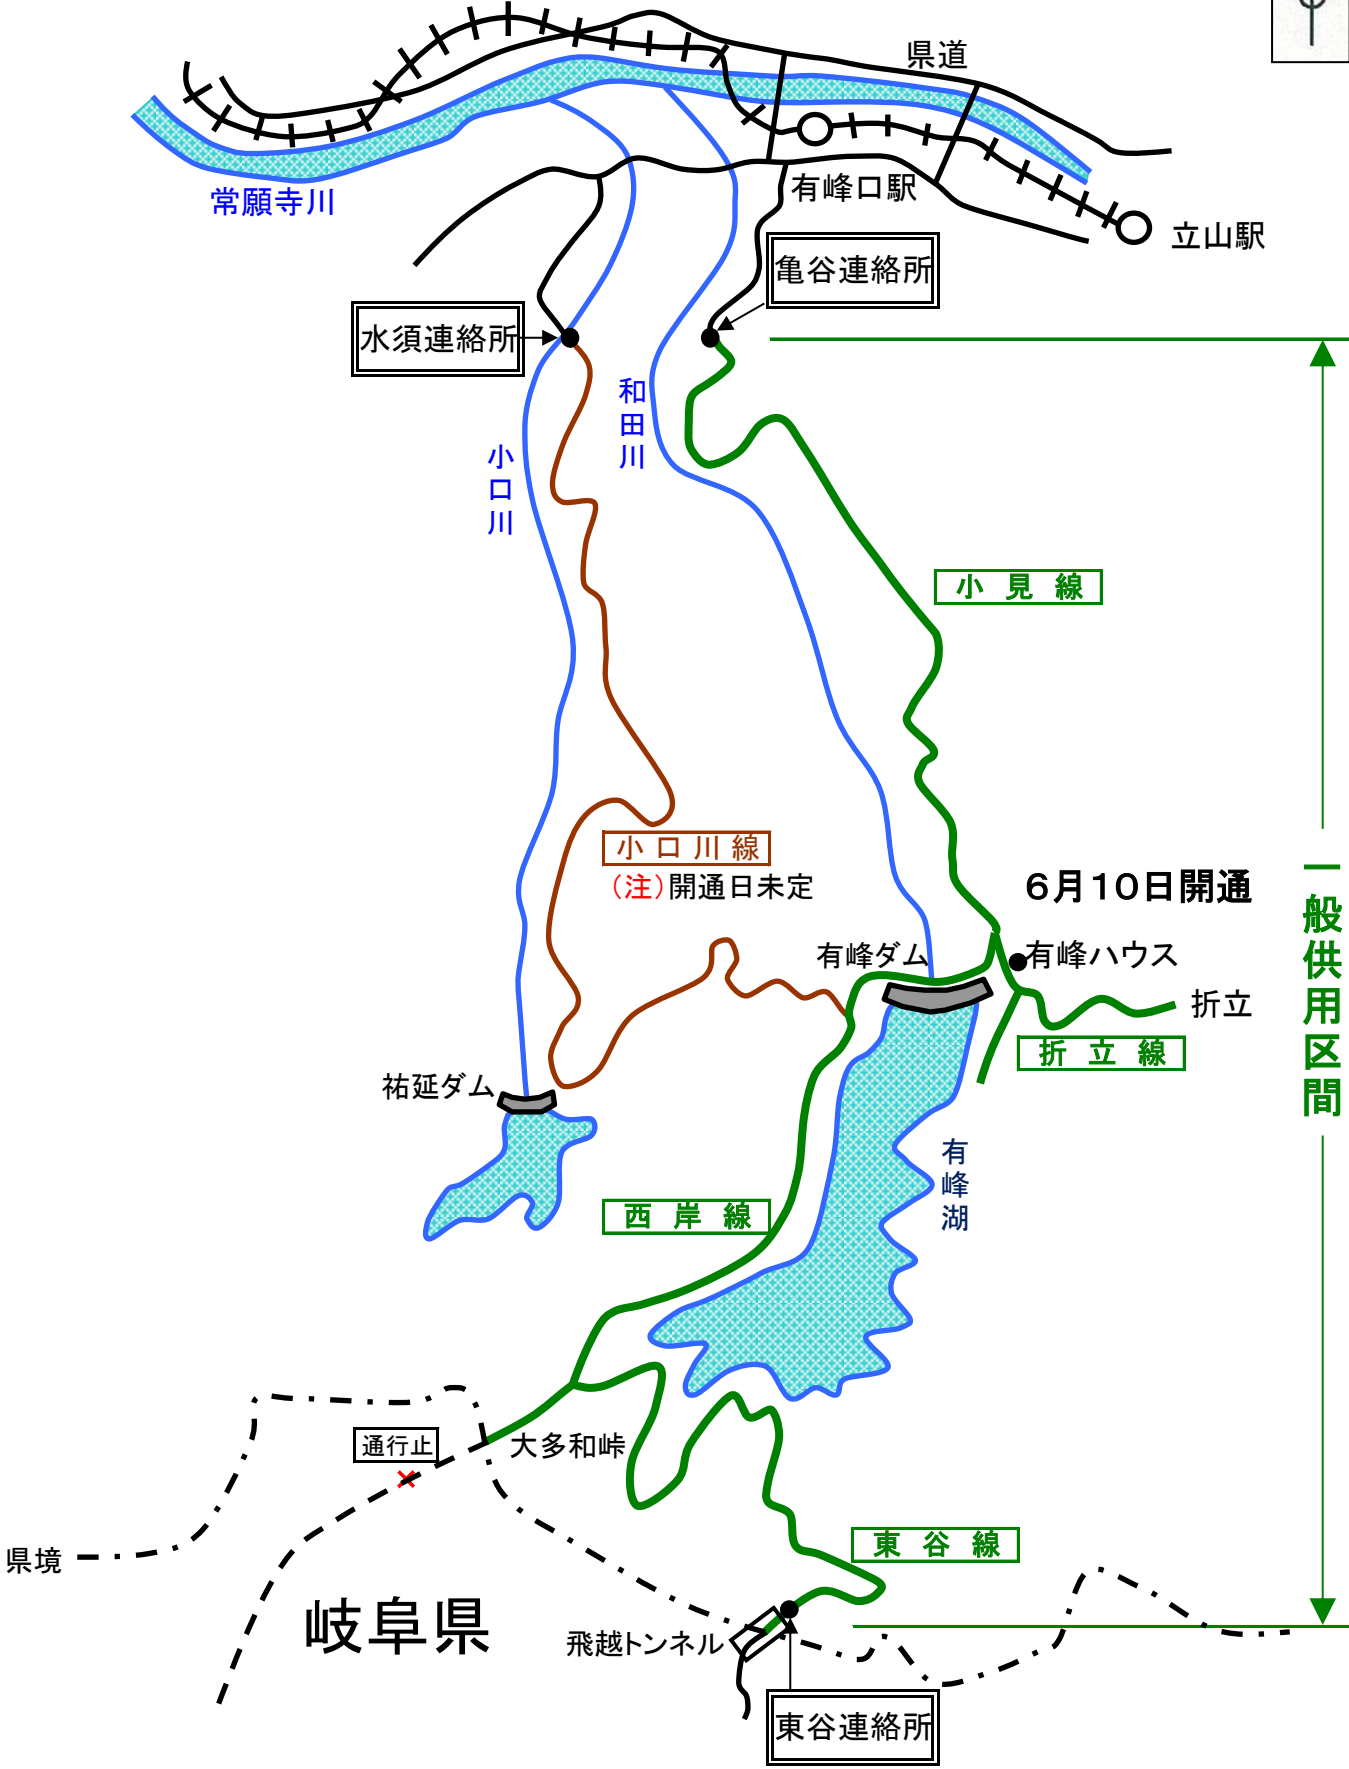 県道
常願寺川
有峰口駅
立山駅
亀谷連絡所
水須連絡所
和田川
小口川
小見線
小口川線
(注)開通日未定
6月10日開通
一般供用区間
有峰ダム
有峰ハウス
折立
折立線
祐延ダム
有峰湖
西岸線
通行止
大多和峠
東谷線
県境
岐阜県
飛越トンネル
東谷連絡所